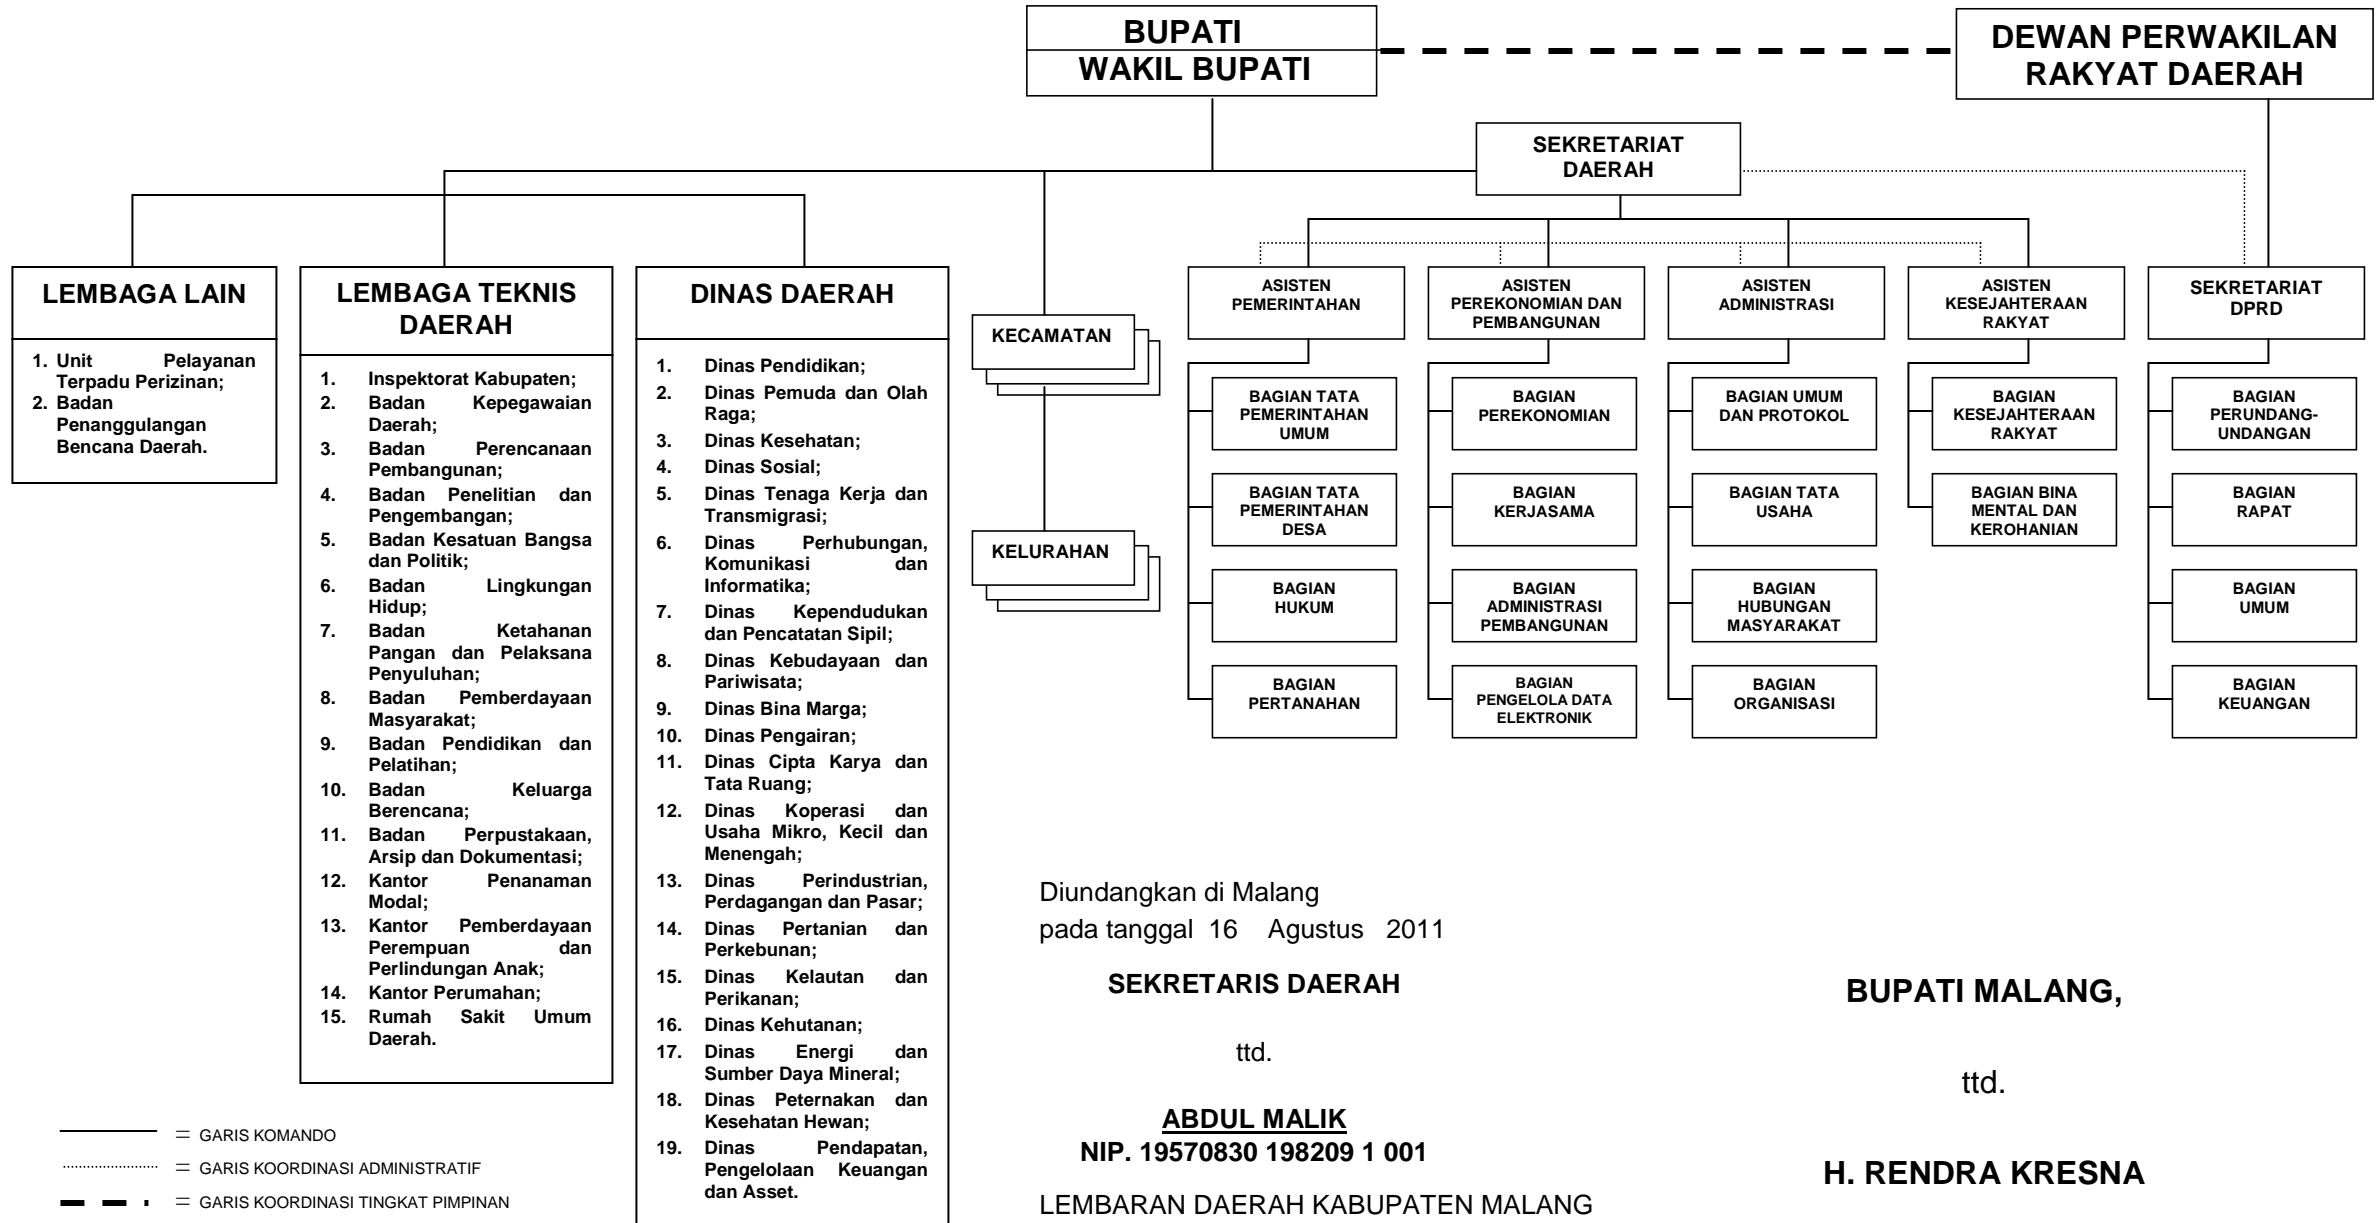 BUPATI
WAKIL BUPATI
DEWAN PERWAKILAN
RAKYAT DAERAH
SEKRETARIAT
DAERAH
LEMBAGA LAIN
1. Unit Pelayanan
Terpadu Perizinan;
2. Badan
Penanggulangan
Bencana Daerah.
LEMBAGA TEKNIS
DAERAH
1. Inspektorat Kabupaten;
2. Badan Kepegawaian
Daerah;
3. Badan Perencanaan
Pembangunan;
4. Badan Penelitian dan
Pengembangan;
5. Badan Kesatuan Bangsa
dan Politik;
6. Badan Lingkungan
Hidup;
7. Badan Ketahanan
Pangan dan Pelaksana
Penyuluhan;
8. Badan Pemberdayaan
Masyarakat;
9. Badan Pendidikan dan
Pelatihan;
10. Badan Keluarga
Berencana;
11. Badan Perpustakaan,
Arsip dan Dokumentasi;
12. Kantor Penanaman
Modal;
13. Kantor Pemberdayaan
Perempuan dan
Perlindungan Anak;
14. Kantor Perumahan;
15. Rumah Sakit Umum
Daerah.
DINAS DAERAH
1. Dinas Pendidikan;
2. Dinas Pemuda dan Olah
Raga;
3. Dinas Kesehatan;
4. Dinas Sosial;
5. Dinas Tenaga Kerja dan
Transmigrasi;
6. Dinas Perhubungan,
Komunikasi dan
Informatika;
7. Dinas Kependudukan
dan Pencatatan Sipil;
8. Dinas Kebudayaan dan
Pariwisata;
9. Dinas Bina Marga;
10. Dinas Pengairan;
11. Dinas Cipta Karya dan
Tata Ruang;
12. Dinas Koperasi dan
Usaha Mikro, Kecil dan
Menengah;
13. Dinas Perindustrian,
Perdagangan dan Pasar;
14. Dinas Pertanian dan
Perkebunan;
15. Dinas Kelautan dan
Perikanan;
16. Dinas Kehutanan;
17. Dinas Energi dan
Sumber Daya Mineral;
18. Dinas Peternakan dan
Kesehatan Hewan;
19. Dinas Pendapatan,
Pengelolaan Keuangan
dan Asset.
KECAMATAN
KELURAHAN
ASISTEN
PEMERINTAHAN
BAGIAN TATA
PEMERINTAHAN
UMUM
BAGIAN TATA
PEMERINTAHAN
DESA
BAGIAN
HUKUM
BAGIAN
PERTANAHAN
ASISTEN
PEREKONOMIAN DAN
PEMBANGUNAN
BAGIAN
PEREKONOMIAN
BAGIAN
KERJASAMA
BAGIAN
ADMINISTRASI
PEMBANGUNAN
BAGIAN
PENGELOLA DATA
ELEKTRONIK
ASISTEN
ADMINISTRASI
BAGIAN UMUM
DAN PROTOKOL
BAGIAN TATA
USAHA
BAGIAN
HUBUNGAN
MASYARAKAT
BAGIAN
ORGANISASI
ASISTEN
KESEJAHTERAAN
RAKYAT
BAGIAN
KESEJAHTERAAN
RAKYAT
BAGIAN BINA
MENTAL DAN
KEROHANIAN
SEKRETARIAT
DPRD
BAGIAN
PERUNDANG-
UNDANGAN
BAGIAN
RAPAT
BAGIAN
UMUM
BAGIAN
KEUANGAN
= GARIS KOMANDO
= GARIS KOORDINASI ADMINISTRATIF
= GARIS KOORDINASI TINGKAT PIMPINAN
Diundangkan di Malang
pada tanggal 16 Agustus 2011
SEKRETARIS DAERAH
ttd.
ABDUL MALIK
NIP. 19570830 198209 1 001
LEMBARAN DAERAH KABUPATEN MALANG
BUPATI MALANG,
ttd.
H. RENDRA KRESNA